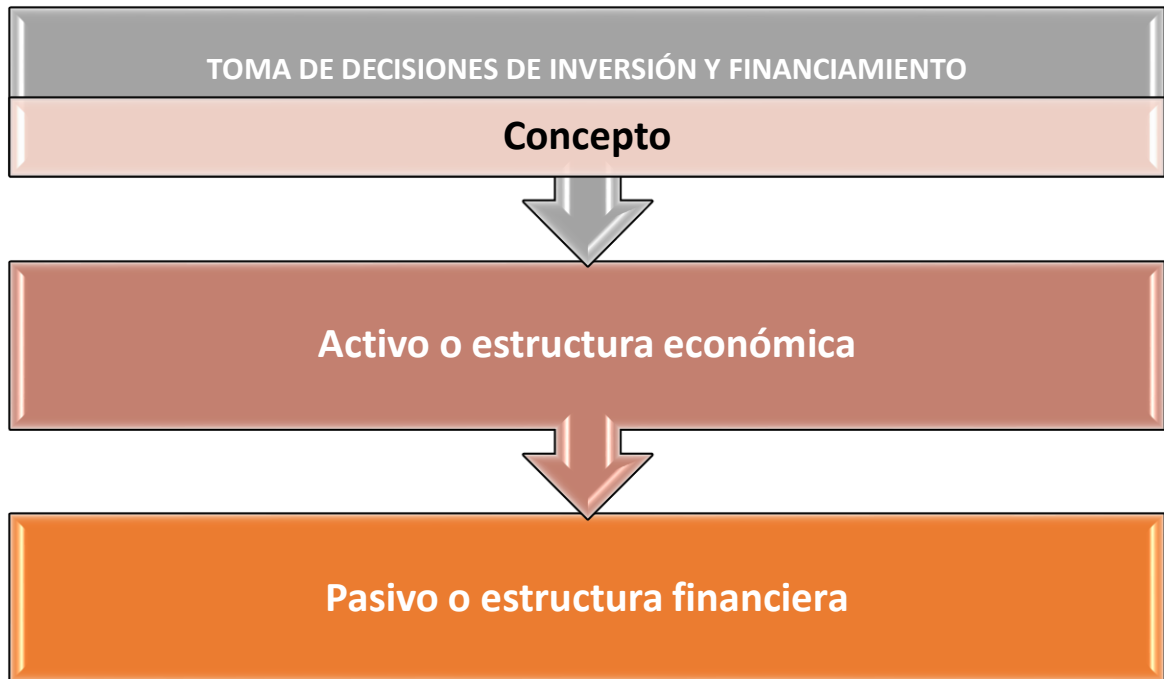 TOMA DE DECISIONES DE INVERSIÓN Y FINANCIAMIENTO
Concepto
Activo o estructura económica
Pasivo o estructura financiera